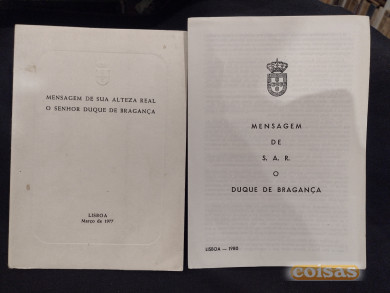 MENSAGEM DE SUA ALTEZA REAL
O SENHOR DUQUE DE BRAGANÇA
LISBOA
Março de 1977
MENSAGEM
DE
S. A. R.
O
DUQUE DE BRAGANÇA
LISBOA — 1980
coisas